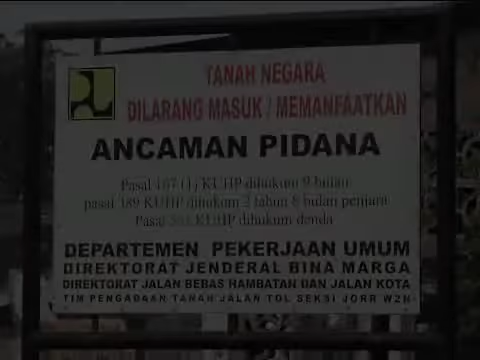 TANAH NEGARA
DILARANG MASUK / MEMANFAATKAN
ANCAMAN PIDANA
Pasal 167 (1) KUHP dihukum 9 bulan
pasal 389 KUHP dihukum 2 tahun 8 bulan penjara
Pasal 551 KUHP dihukum denda
DEPARTEMEN PEKERJAAN UMUM
DIREKTORAT JENDERAL BINA MARGA
DIREKTORAT JALAN BEBAS HAMBATAN DAN JALAN KOTA
TIM PENGADAAN TANAH JALAN TOL SEKSI JORR W2N